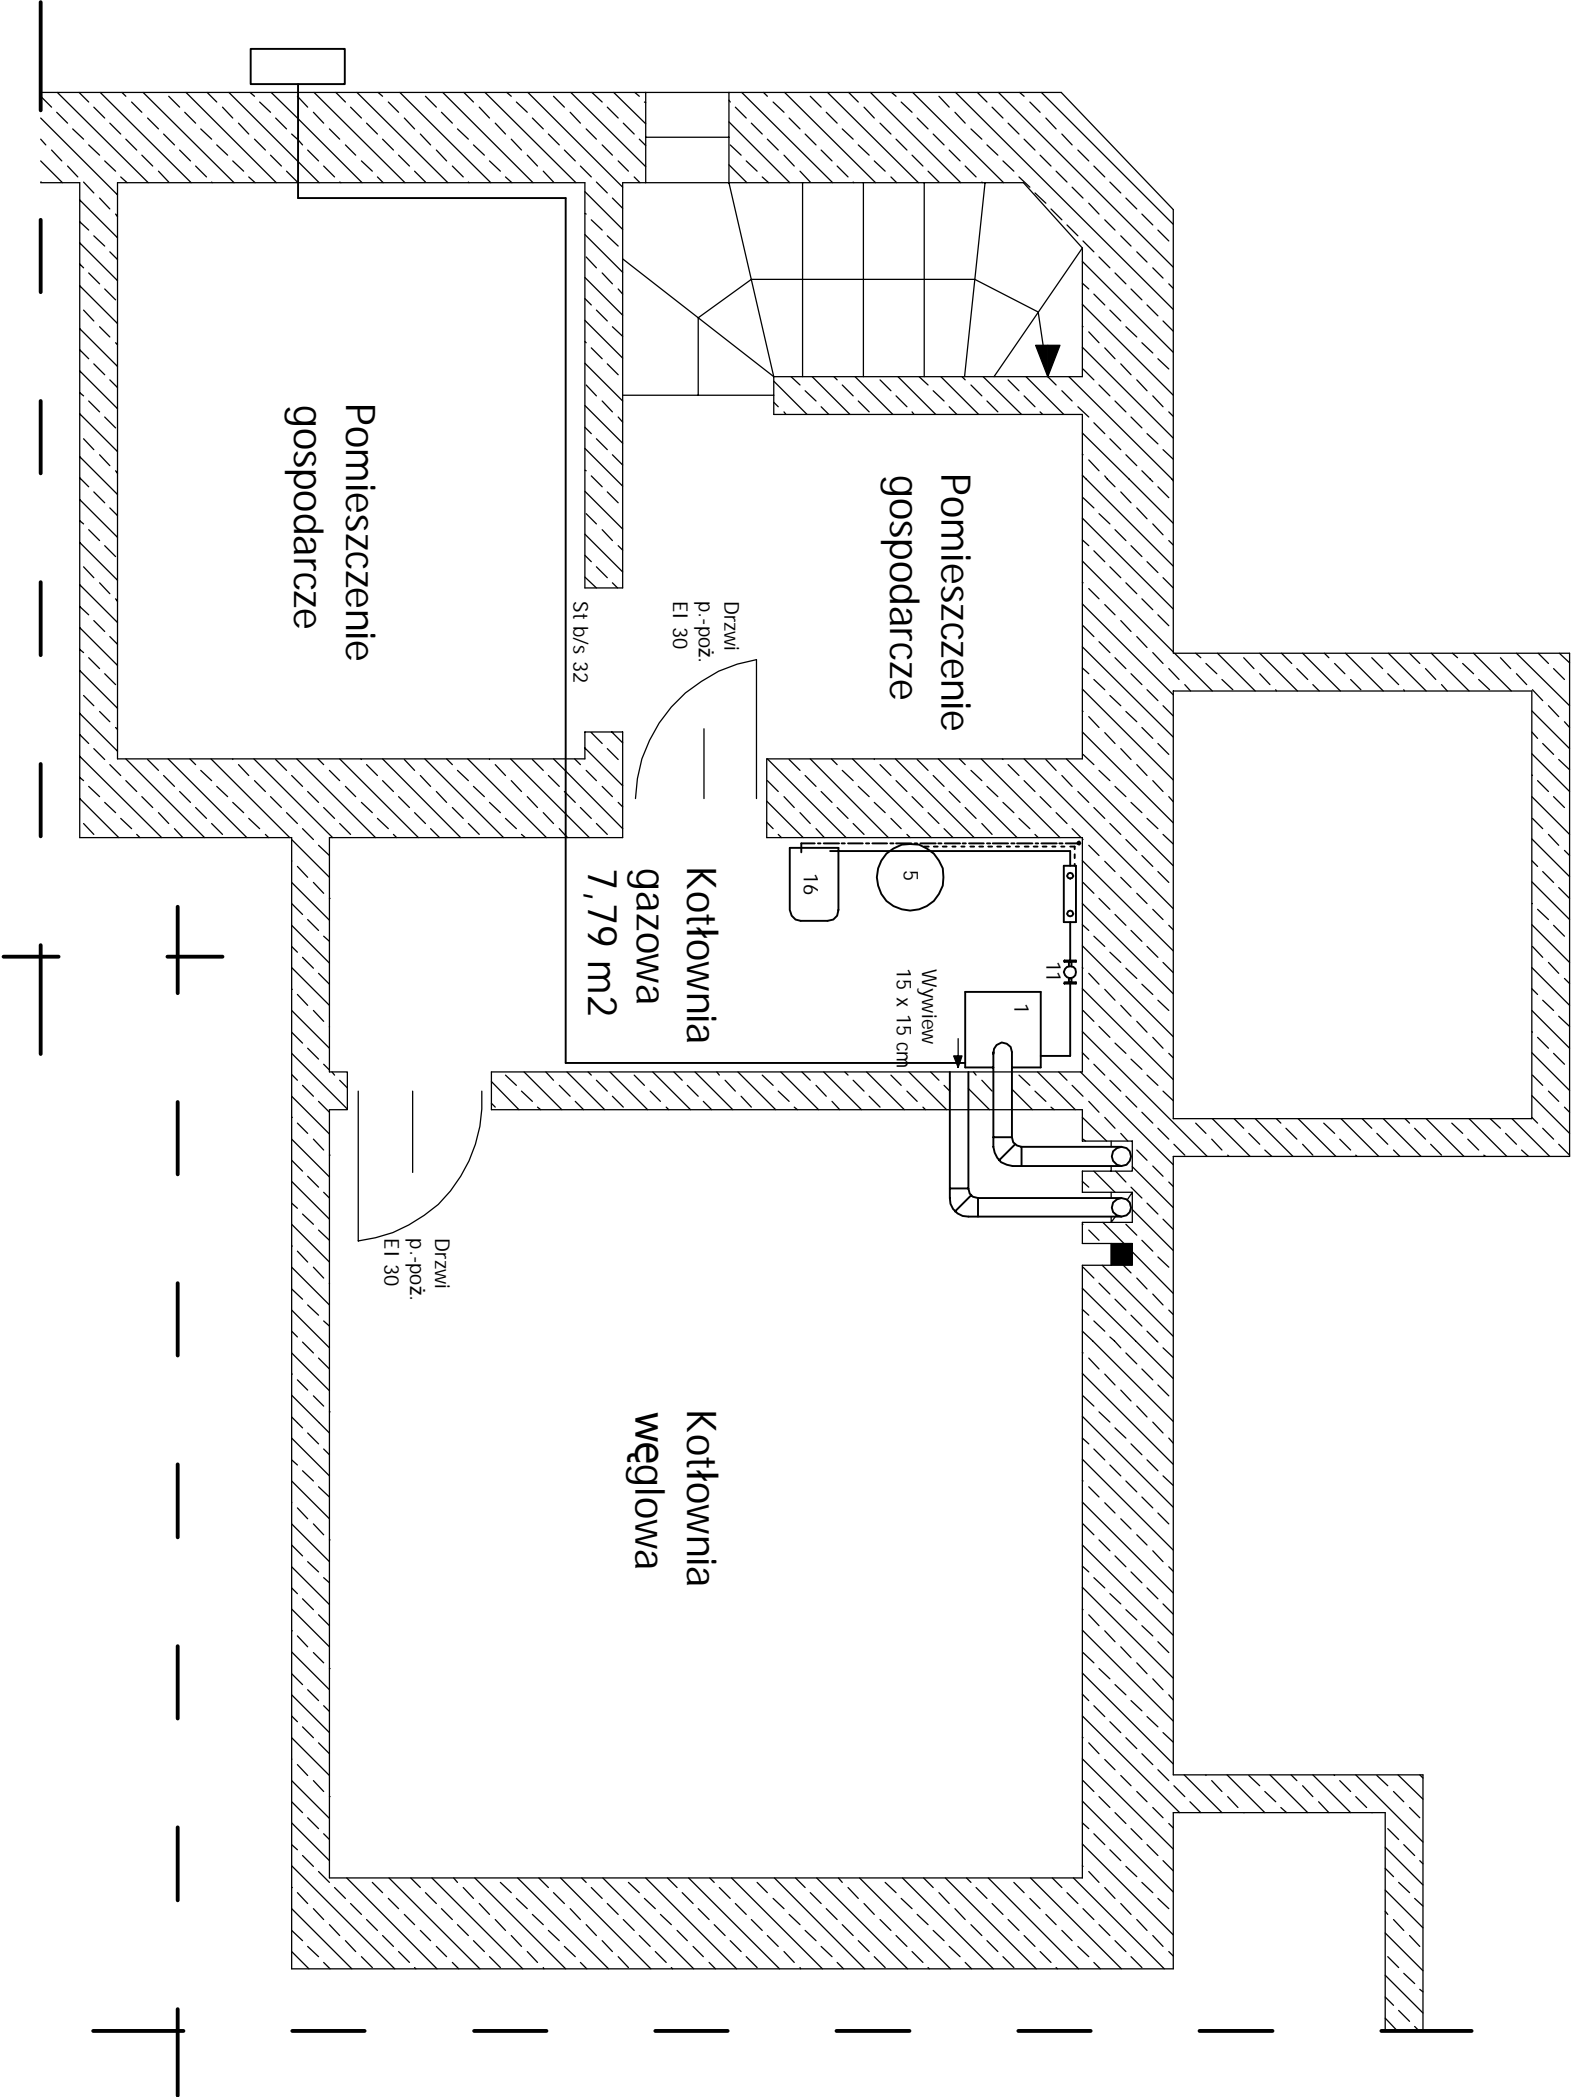 Pomieszczenie
gospodarcze
Pomieszczenie
gospodarcze
St b/s 32
Drzwi
p.-poż.
EI 30
Kotłownia
gazowa
7,79 m2
16
5
11
1
Wywiew
15 x 15 cm
Drzwi
p.-poż.
EI 30
Kotłownia
węglowa